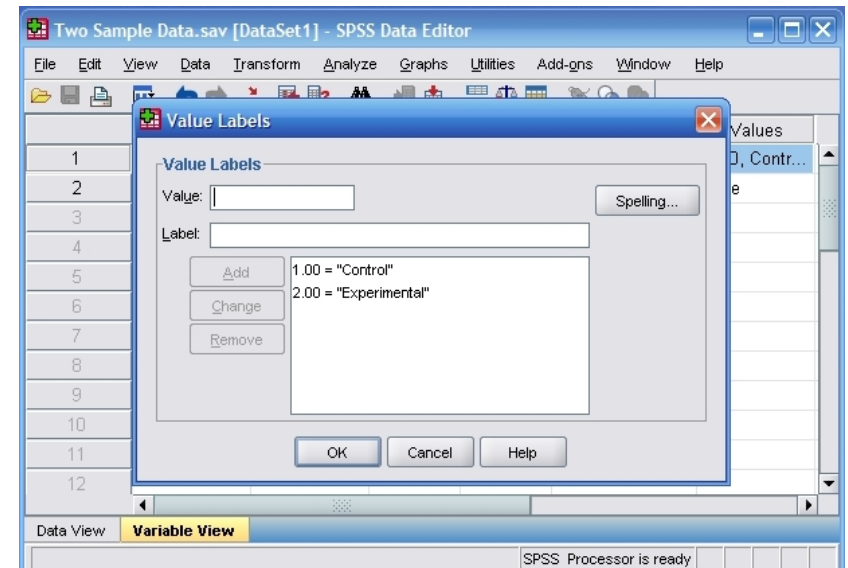 Two Sample Data.sav [DataSet1] - SPSS Data Editor
File Edit View Data Transform Analyze Graphs Utilities Add-ons Window Help
Value Labels
Values
1
0, Contr...
Value Labels
2
Value:
Spelling...
3
Label:
4
5
Add
1.00 = "Control"
2.00 = "Experimental"
6
Change
7
Remove
8
9
10
11
OK Cancel Help
12
Data View Variable View
SPSS Processor is ready